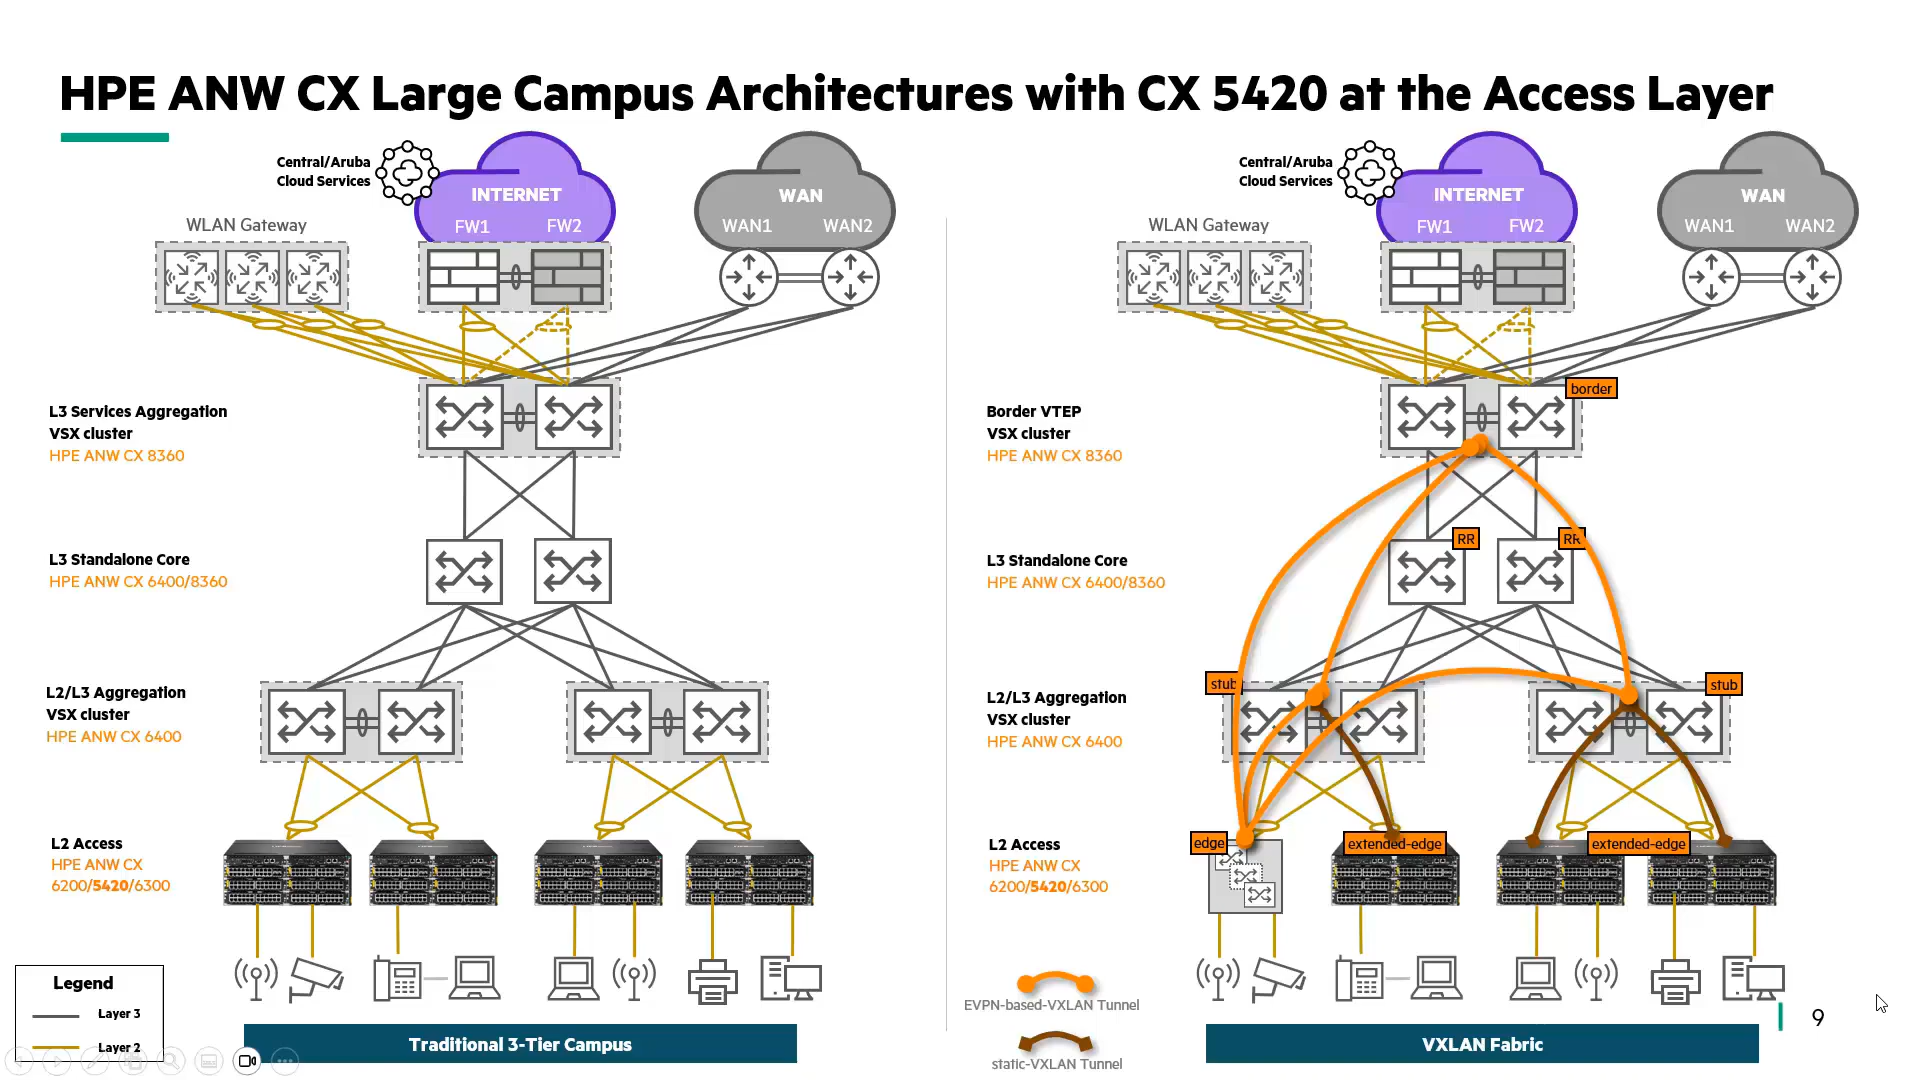 HPE ANW CX Large Campus Architectures with CX 5420 at the Access Layer
Central/Aruba
Cloud Services
INTERNET
FW1
FW2
WAN
WAN1
WAN2
WLAN Gateway
L3 Services Aggregation
VSX cluster
HPE ANW CX 8360
L3 Standalone Core
HPE ANW CX 6400/8360
L2/L3 Aggregation
VSX cluster
HPE ANW CX 6400
L2 Access
HPE ANW CX
6200/5420/6300
Legend
Layer 3
Layer 2
Traditional 3-Tier Campus
Central/Aruba
Cloud Services
INTERNET
FW1
FW2
WAN
WAN1
WAN2
WLAN Gateway
border
Border VTEP
VSX cluster
HPE ANW CX 8360
RR
RR
L3 Standalone Core
HPE ANW CX 6400/8360
stub
stub
L2/L3 Aggregation
VSX cluster
HPE ANW CX 6400
edge
extended-edge
extended-edge
L2 Access
HPE ANW CX
6200/5420/6300
EVPN-based-VXLAN Tunnel
static-VXLAN Tunnel
VXLAN Fabric
9